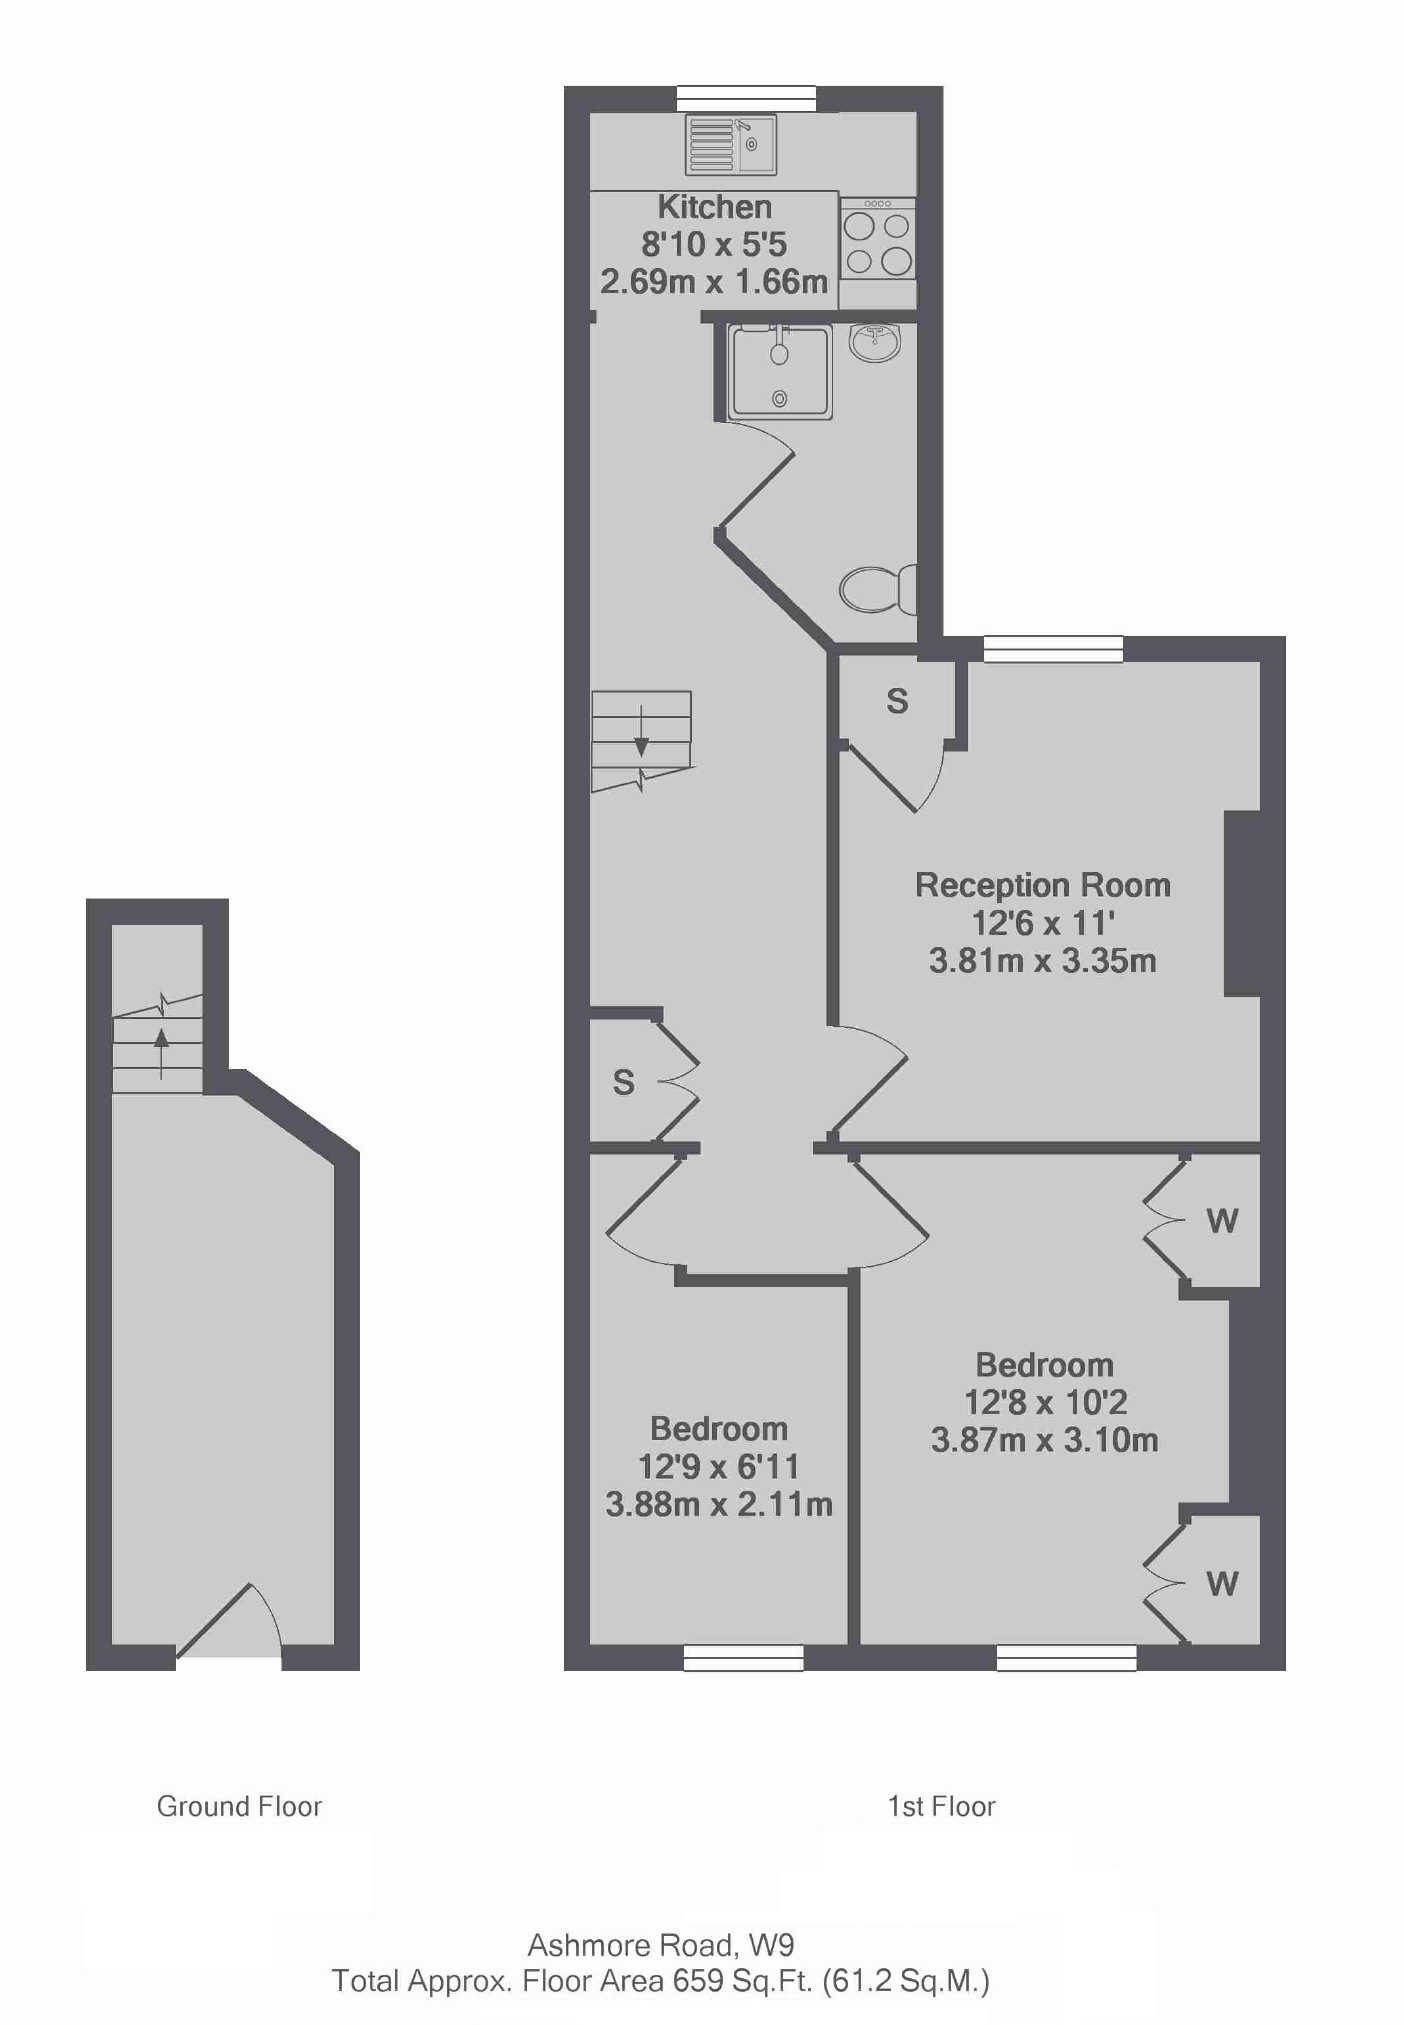 Kitchen
8'10 x 5'5
2.69m x 1.66m
S
Reception Room
12'6 x 11'
3.81m x 3.35m
S
W
Bedroom
12'8 x 10'2
3.87m x 3.10m
Bedroom
12'9 x 6'11
3.88m x 2.11m
W
Ground Floor
1st Floor
Ashmore Road, W9
Total Approx. Floor Area 659 Sq.Ft. (61.2 Sq.M.)